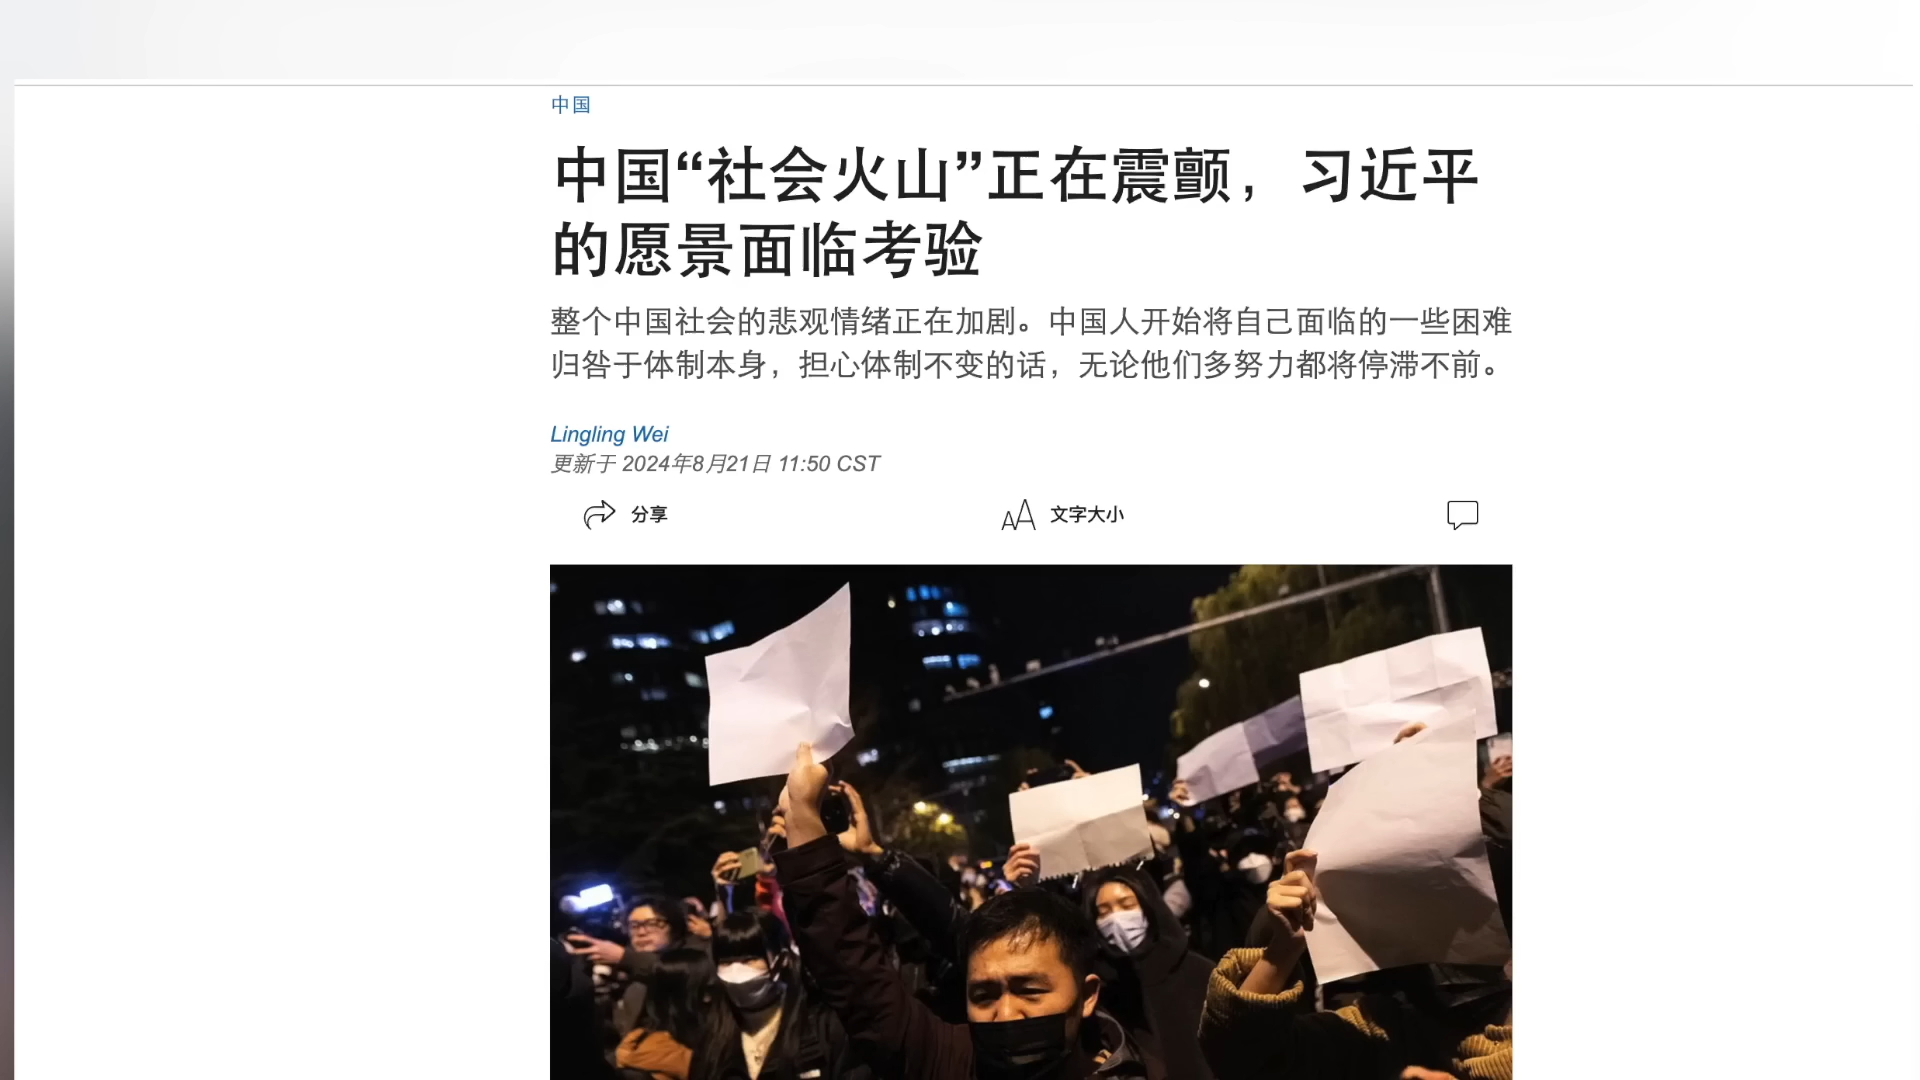 中国
中国“社会火山”正在震颤，习近平
的愿景面临考验
整个中国社会的悲观情绪正在加剧。中国人开始将自己面临的一些困难
归咎于体制本身，担心体制不变的话，无论他们多努力都将停滞不前。
Lingling Wei
更新于 2024年8月21日 11:50 CST
分享
AA 文字大小